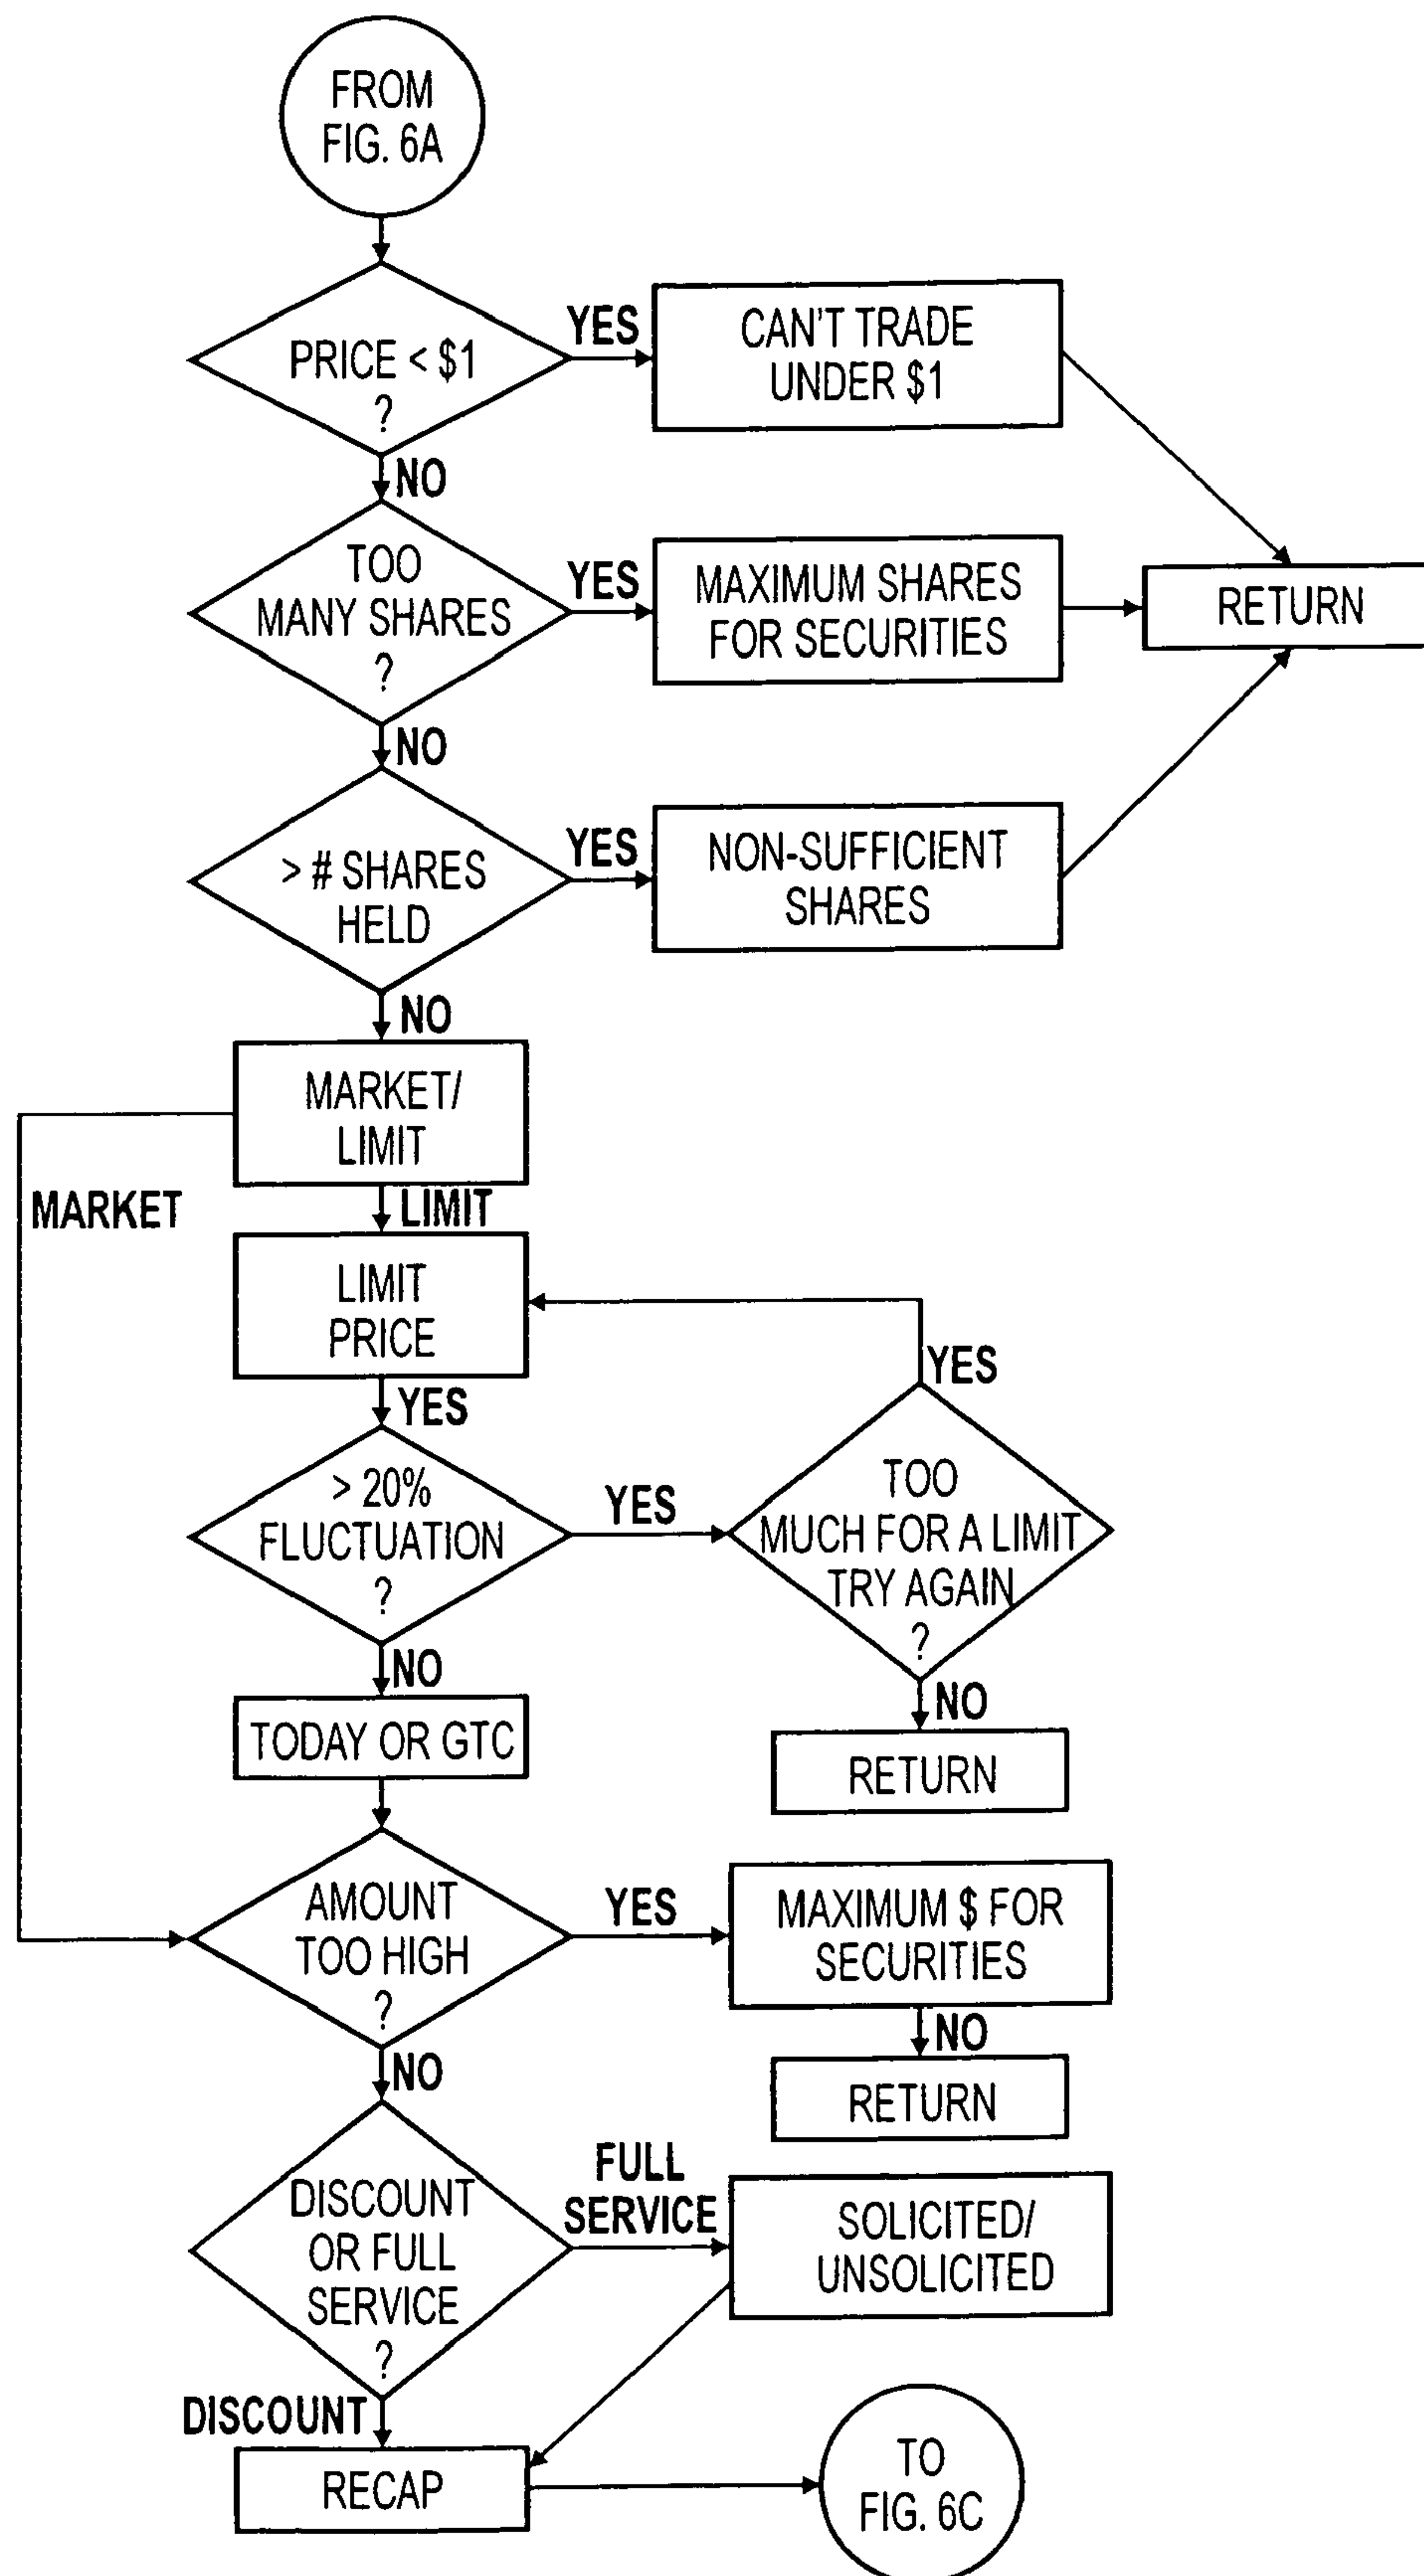 FROM
FIG. 6A
PRICE < $1
?
YES
CAN'T TRADE
UNDER $1
NO
TOO
MANY SHARES
?
YES
MAXIMUM SHARES
FOR SECURITIES
RETURN
NO
> # SHARES
HELD
YES
NON-SUFFICIENT
SHARES
NO
MARKET/
LIMIT
MARKET
LIMIT
LIMIT
PRICE
YES
YES
> 20%
FLUCTUATION
?
YES
TOO
MUCH FOR A LIMIT
TRY AGAIN
?
NO
NO
TODAY OR GTC
RETURN
AMOUNT
TOO HIGH
?
YES
MAXIMUM $ FOR
SECURITIES
NO
NO
RETURN
DISCOUNT
OR FULL
SERVICE
?
FULL
SERVICE
SOLICITED/
UNSOLICITED
DISCOUNT
RECAP
TO
FIG. 6C